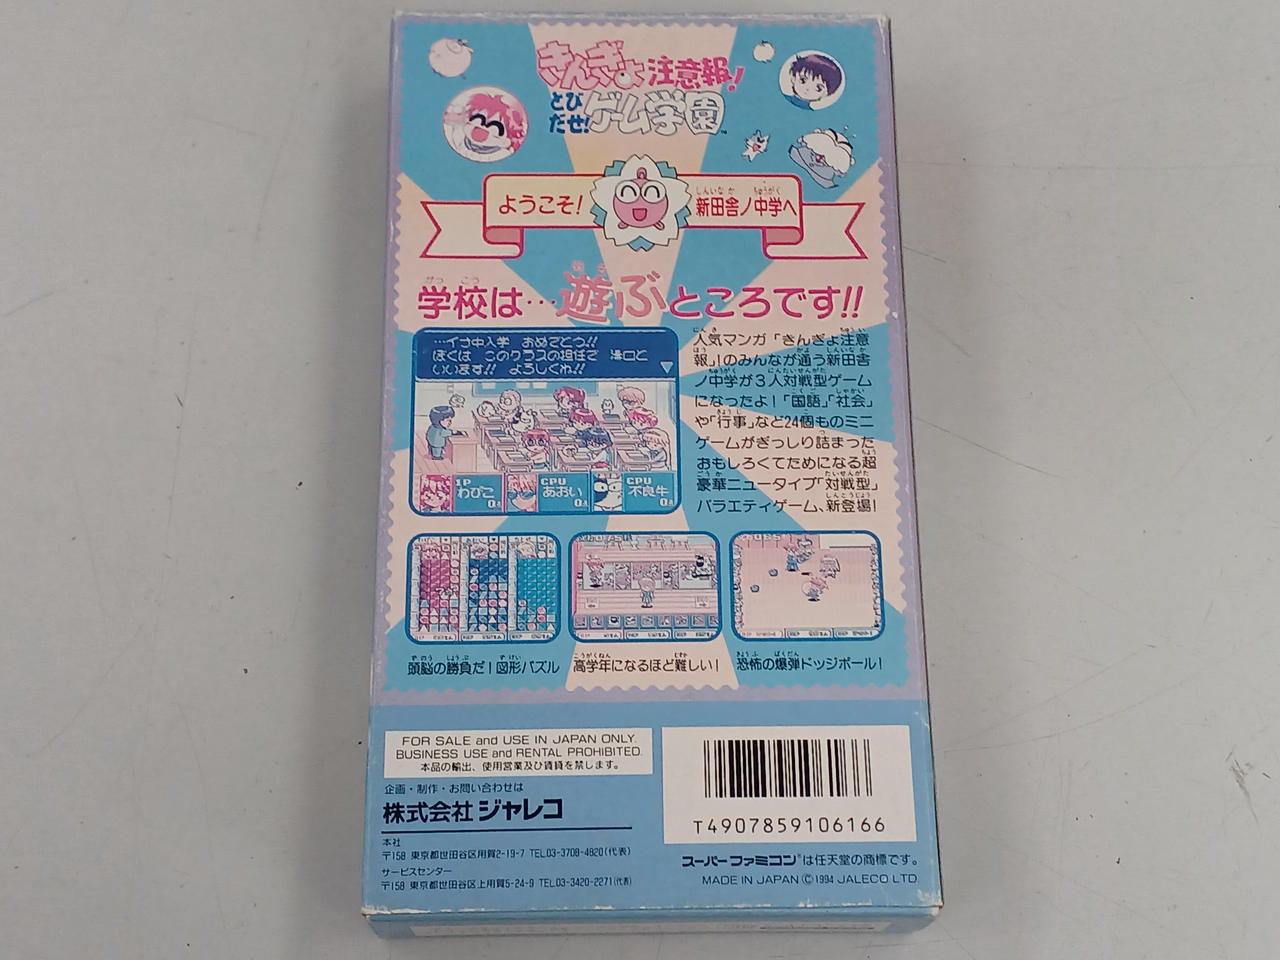 きんぎょ注意報!
とびだせ!ゲーム学園™
ようこそ! 新田舎ノ中学へ
学校は…遊ぶところです!!
…イナ中入学 おめでとう!!
ぼくは このクラスの担任で 溝口と
いいます!! よろしくね!!
1P
わぴこ
CPU
あおい
CPU
不良牛
人気マンガ「きんぎょ注意
報」!のみんなが通う新田舎
ノ中学が3人対戦型ゲーム
になったよ!「国語」「社会」
や「行事」など24個ものミニ
ゲームがぎっしり詰まった
おもしろくてためになる超
豪華ニュータイプ「対戦型」
バラエティゲーム、新登場!
頭脳の勝負だ!図形パズル
高学年になるほど難しい!
恐怖の爆弾ドッジボール!
FOR SALE and USE IN JAPAN ONLY.
BUSINESS USE and RENTAL PROHIBITED.
本品の輸出、使用営業及び賃貸を禁じます。
企画・制作・お問い合わせは
株式会社 ジャレコ
本社
〒158 東京都世田谷区用賀2-19-7 TEL.03-3708-4820(代表)
サービスセンター
〒158 東京都世田谷区上用賀5-24-9 TEL.03-3420-2271(代表)
T4907859106166
スーパーファミコン®は任天堂の商標です。
MADE IN JAPAN ©1994 JALECO LTD.